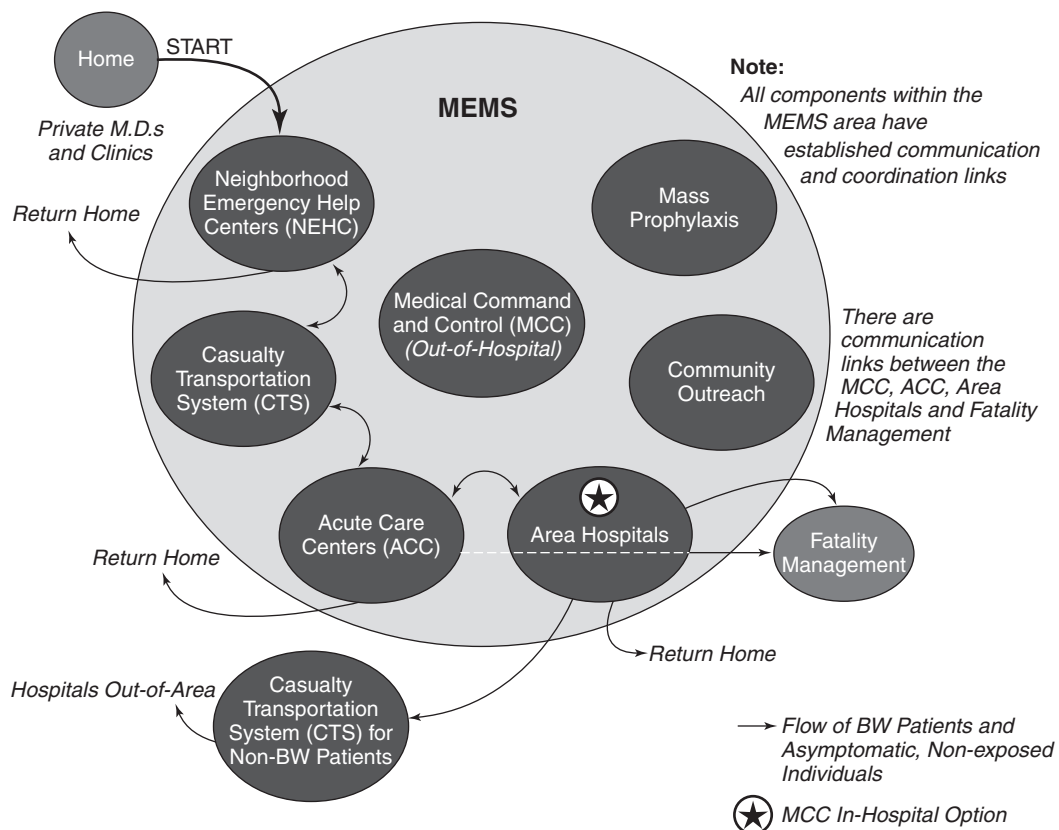 Home
START
Private M.D.s
and Clinics
MEMS
Note:
All components within the
MEMS area have
established communication
and coordination links
Neighborhood
Emergency Help
Centers (NEHC)
Return Home
Mass
Prophylaxis
Medical Command
and Control (MCC)
(Out-of-Hospital)
Casualty
Transportation
System (CTS)
Community
Outreach
There are
communication
links between the
MCC, ACC, Area
Hospitals and Fatality
Management
Acute Care
Centers (ACC)
Area Hospitals
Fatality
Management
Return Home
Return Home
Hospitals Out-of-Area
Casualty
Transportation
System (CTS) for
Non-BW Patients
Flow of BW Patients and
Asymptomatic, Non-exposed
Individuals
MCC In-Hospital Option